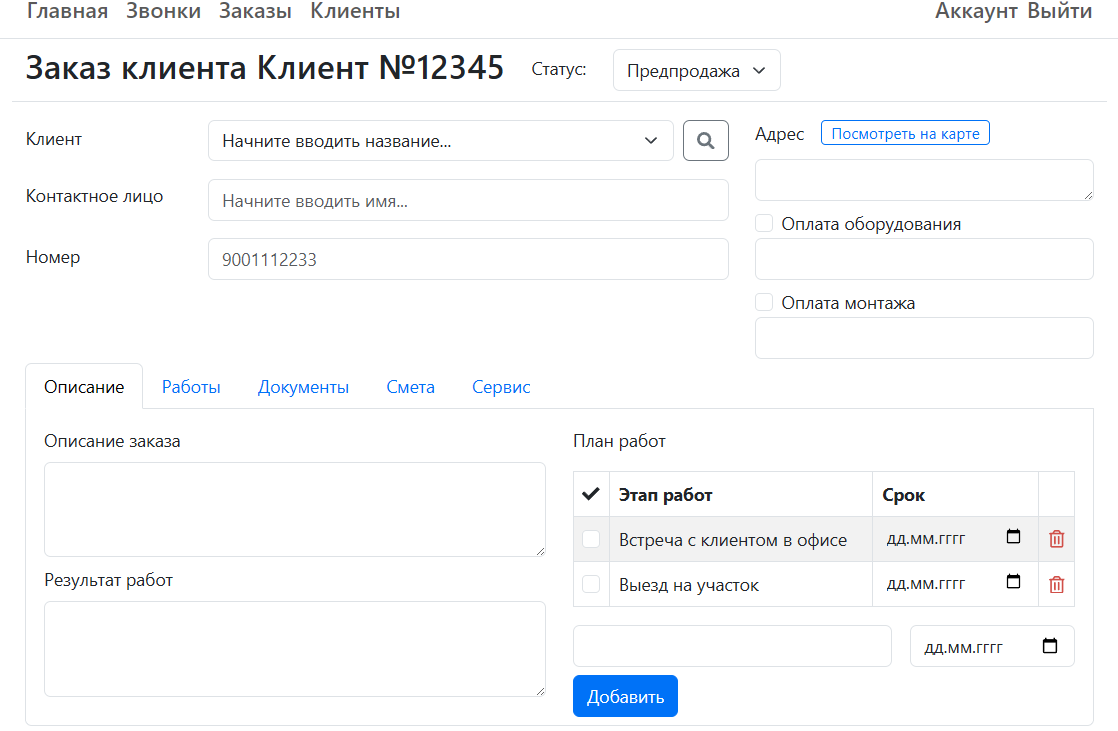 Главная Звонки Заказы Клиенты Аккаунт Выйти
Заказ клиента Клиент №12345 Статус: Предпродажа
Клиент Начните вводить название...
Контактное лицо Начните вводить имя...
Номер 9001112233
Адрес Посмотреть на карте
Оплата оборудования
Оплата монтажа
Описание Работы Документы Смета Сервис
Описание заказа
Результат работ
План работ
Этап работ Срок
Встреча с клиентом в офисе дд.мм.гггг
Выезд на участок дд.мм.гггг
дд.мм.гггг
Добавить